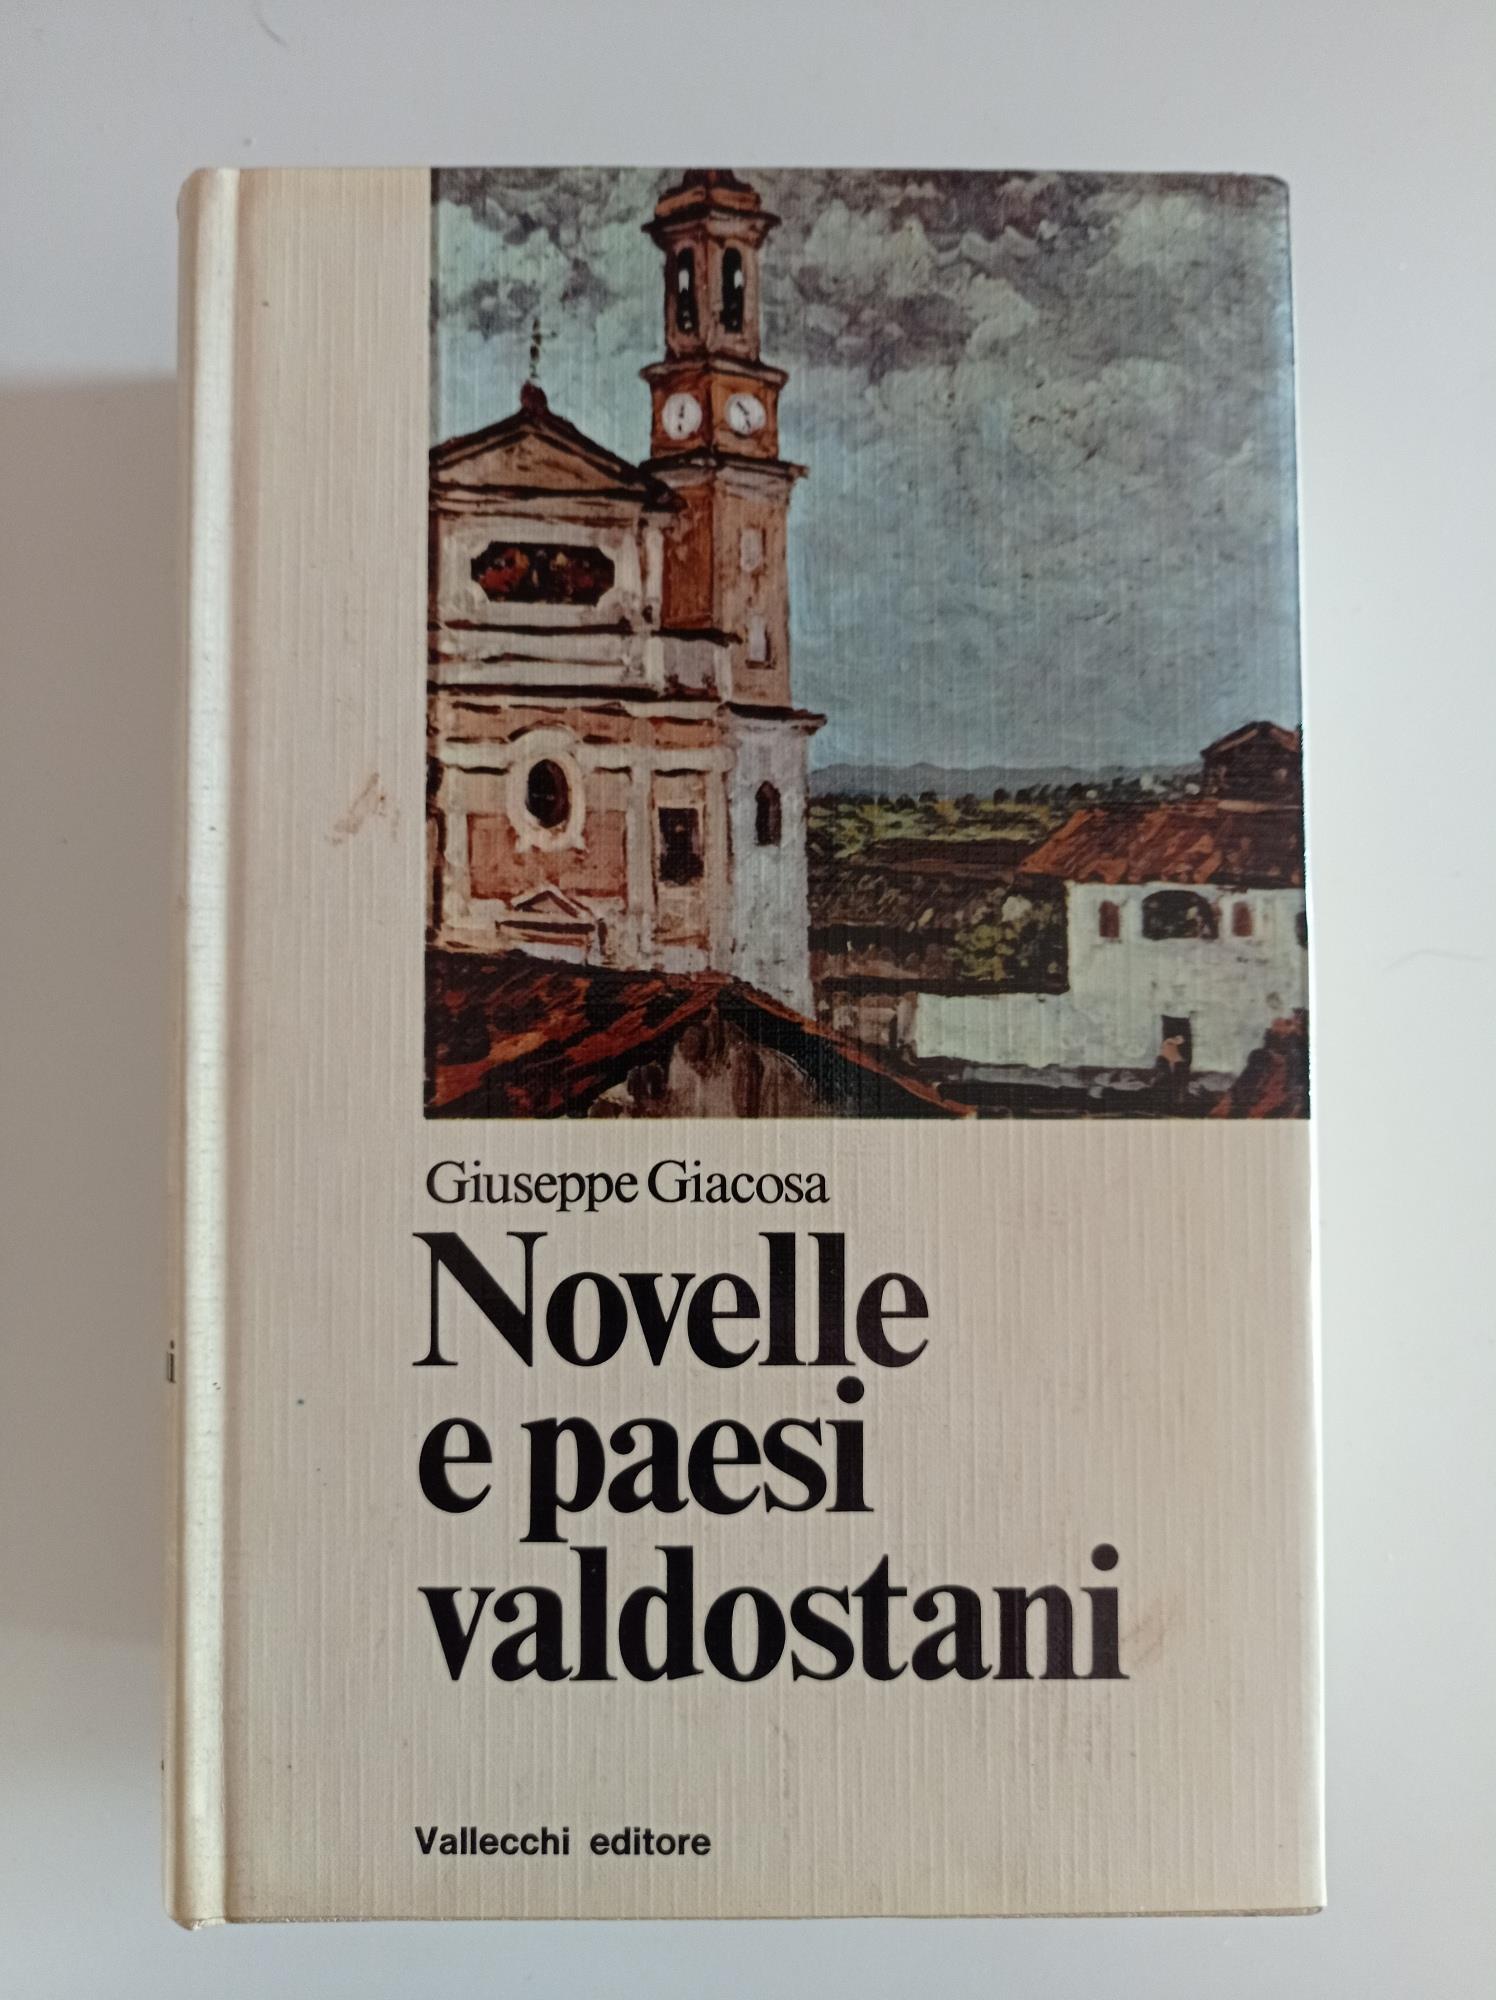 Giuseppe Giacosa
Novelle
e paesi
valdostani
Vallecchi editore